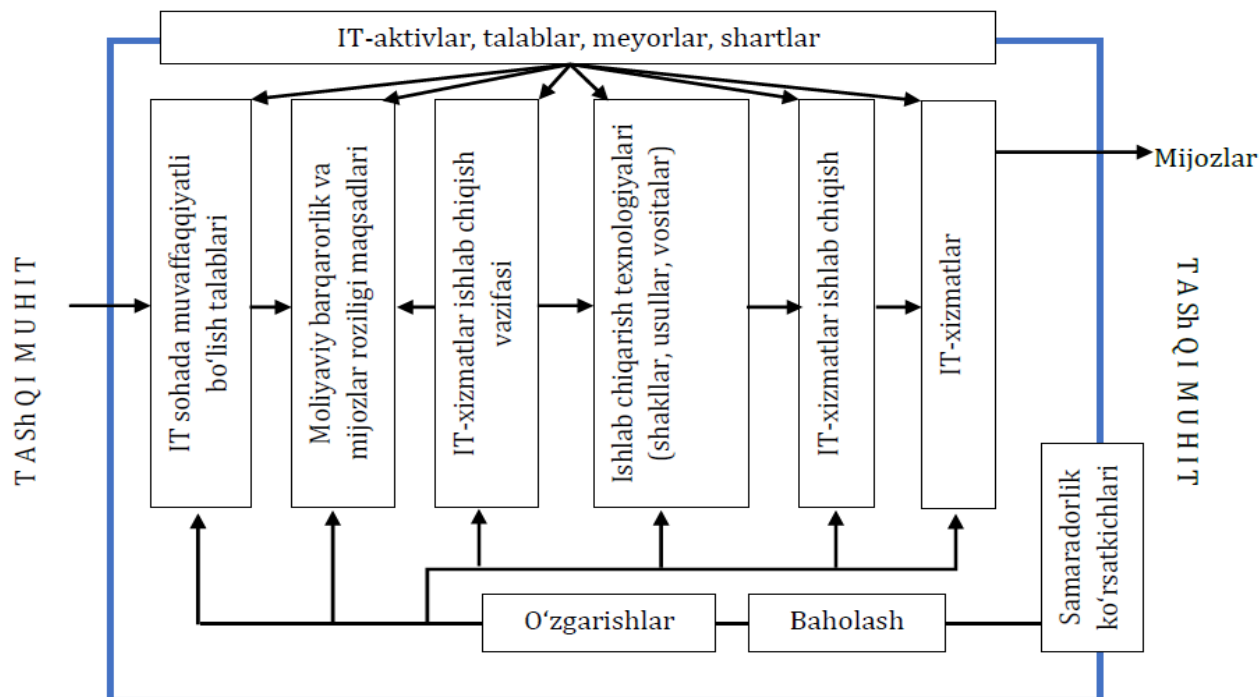 IT-aktivlar, talablar, meyorlar, shartlar
TAShQI MUHIT
IT sohada muvaffaqqiyatli
bo‘lish talablari
Moliyaviy barqarorlik va
mijozlar roziligi maqsadlari
IT-xizmatlar ishlab chiqish
vazifasi
Ishlab chiqarish texnologiyalari
(shakllar, usullar, vositalar)
IT-xizmatlar ishlab chiqish
IT-xizmatlar
Mijozlar
TAShQI MUHIT
Samaradorlik
ko‘rsatkichlari
O‘zgarishlar
Baholash